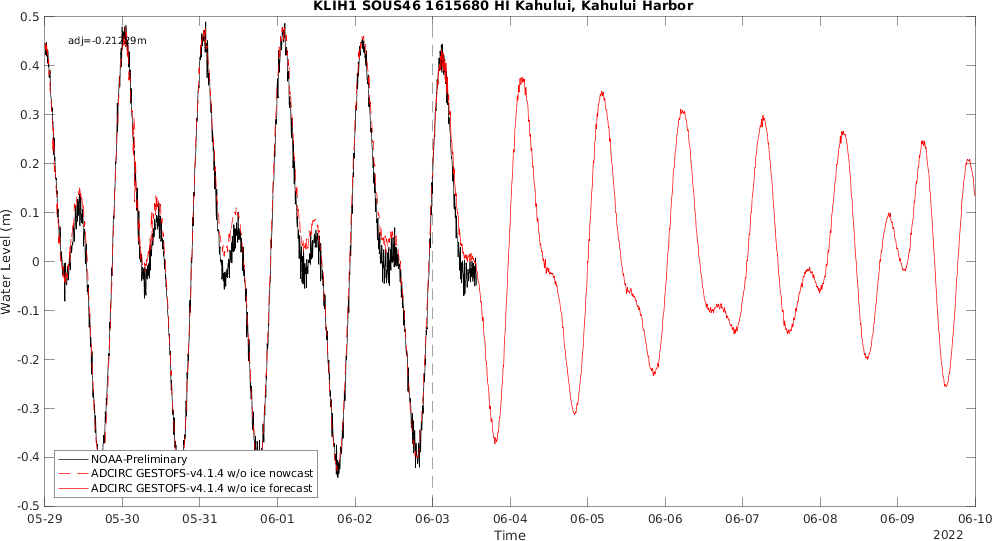 KLIH1 SOUS46 1615680 HI Kahului, Kahului Harbor
0.5
0.4
0.3
0.2
0.1
0
-0.1
-0.2
-0.3
-0.4
-0.5
Water Level (m)
NOAA-Preliminary
ADCIRC GESTOFS-v4.1.4 w/o ice nowcast
ADCIRC GESTOFS-v4.1.4 w/o ice forecast
05-29 05-30 05-31 06-01 06-02 06-03 06-04 06-05 06-06 06-07 06-08 06-09 06-10
Time
2022